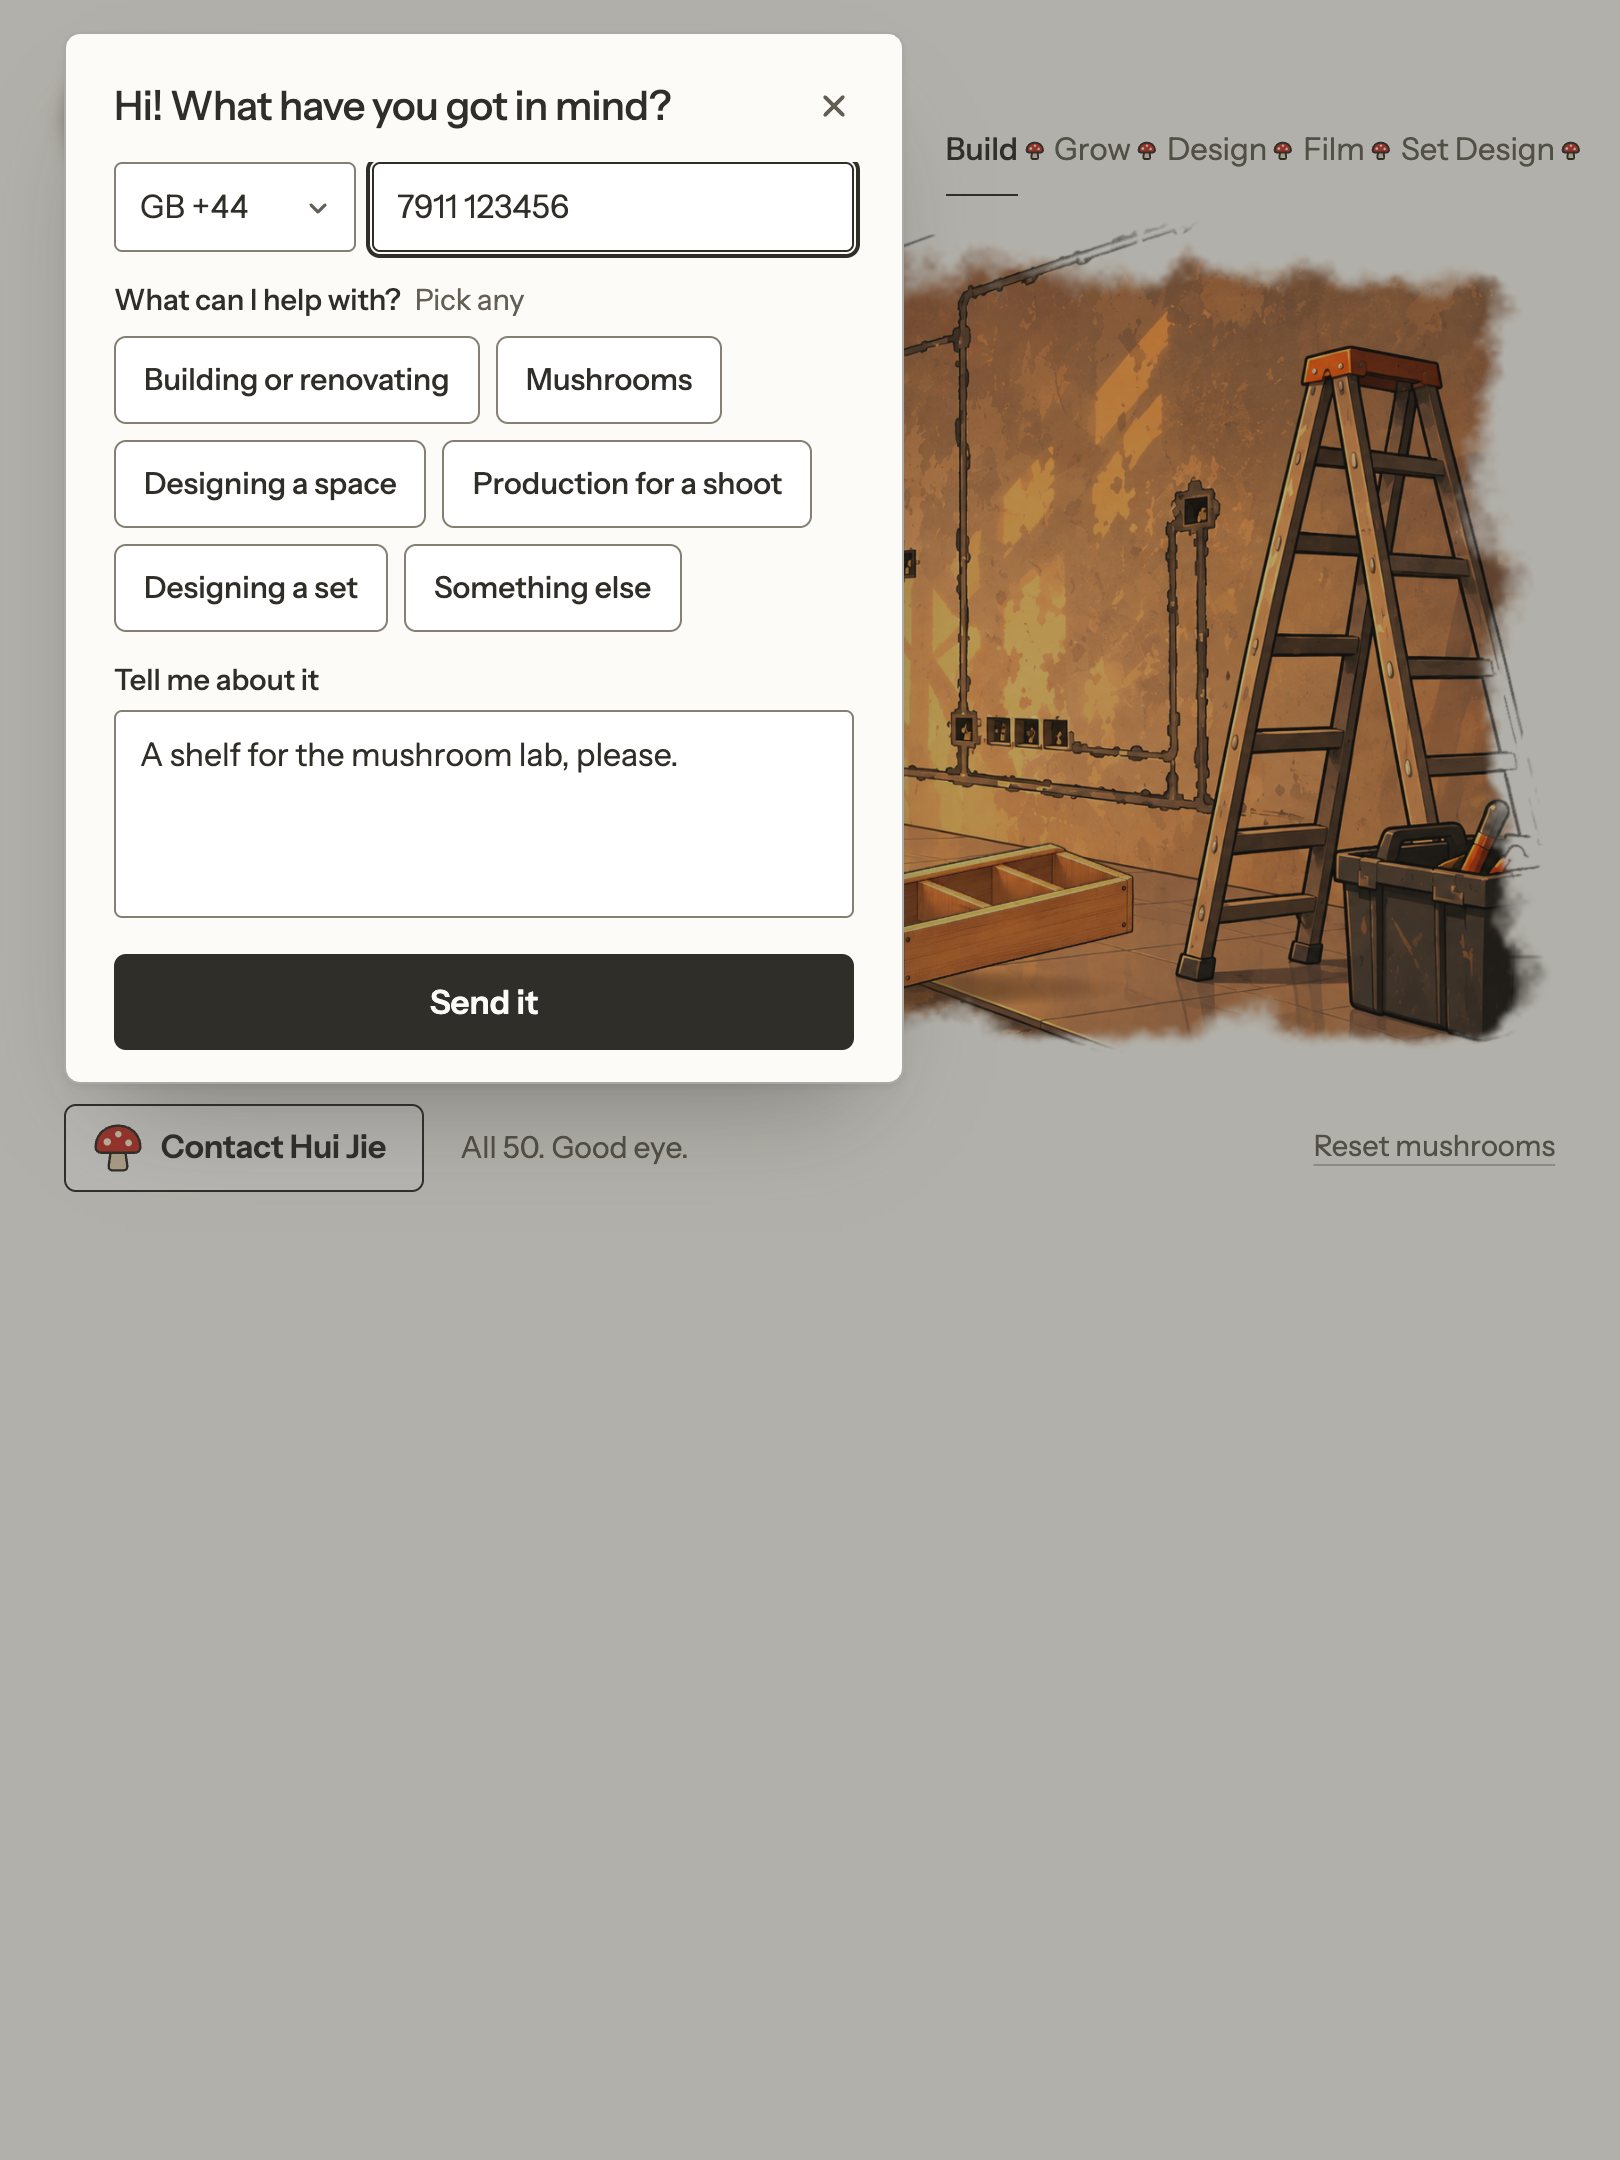 Hi! What have you got in mind?
GB +44
7911 123456
What can I help with? Pick any
Building or renovating
Mushrooms
Designing a space
Production for a shoot
Designing a set
Something else
Tell me about it
A shelf for the mushroom lab, please.
Send it
Build Grow Design Film Set Design
Contact Hui Jie
All 50. Good eye.
Reset mushrooms